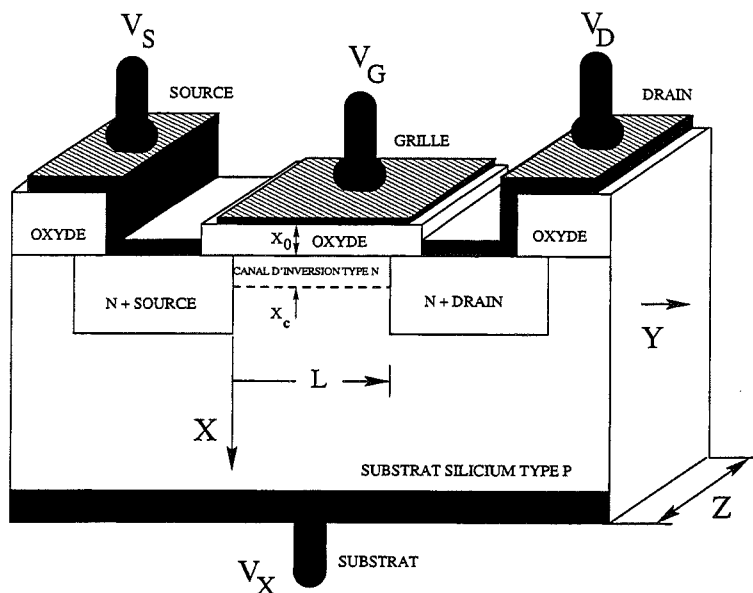 V_S
V_G
V_D
SOURCE
DRAIN
GRILLE
OXYDE
X_0 OXYDE
OXYDE
CANAL D'INVERSION TYPE N
N + SOURCE
N + DRAIN
X_c
Y
L
X
SUBSTRAT SILICIUM TYPE P
Z
V_X
SUBSTRAT